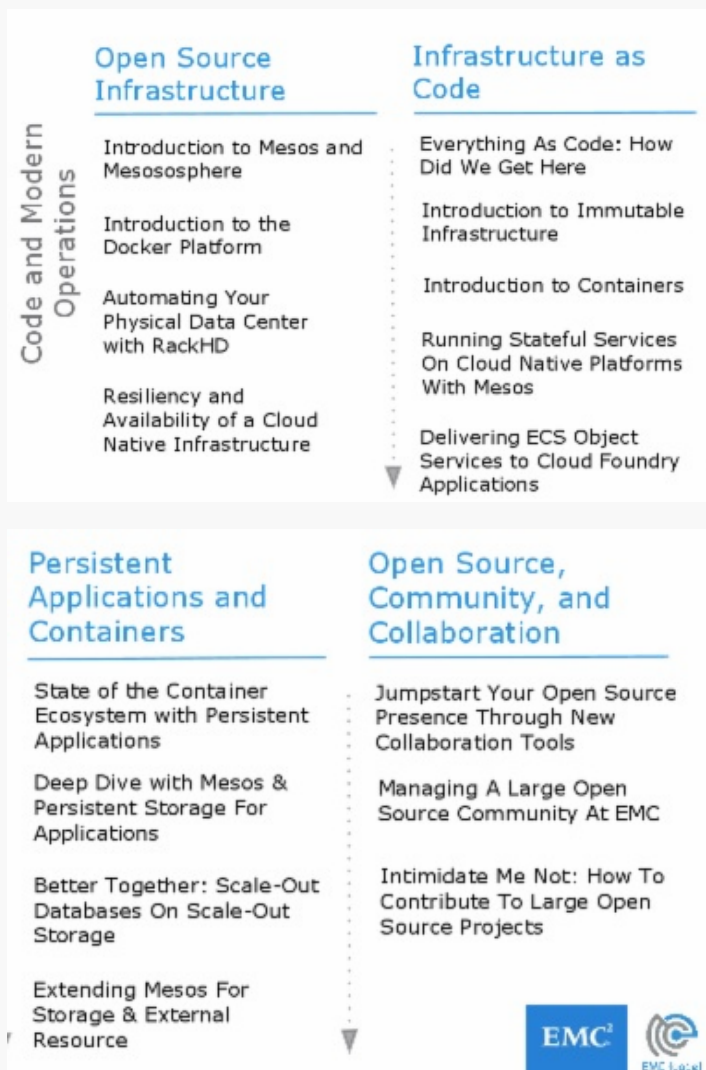 Code and Modern
Operations
Open Source
Infrastructure
Introduction to Mesos and
Mesososphere
Introduction to the
Docker Platform
Automating Your
Physical Data Center
with RackHD
Resiliency and
Availability of a Cloud
Native Infrastructure
Infrastructure as
Code
Everything As Code: How
Did We Get Here
Introduction to Immutable
Infrastructure
Introduction to Containers
Running Stateful Services
On Cloud Native Platforms
With Mesos
Delivering ECS Object
Services to Cloud Foundry
Applications
Persistent
Applications and
Containers
State of the Container
Ecosystem with Persistent
Applications
Deep Dive with Mesos &
Persistent Storage For
Applications
Better Together: Scale-Out
Databases On Scale-Out
Storage
Extending Mesos For
Storage & External
Resource
Open Source,
Community, and
Collaboration
Jumpstart Your Open Source
Presence Through New
Collaboration Tools
Managing A Large Open
Source Community At EMC
Intimidate Me Not: How To
Contribute To Large Open
Source Projects
EMC²
EMC